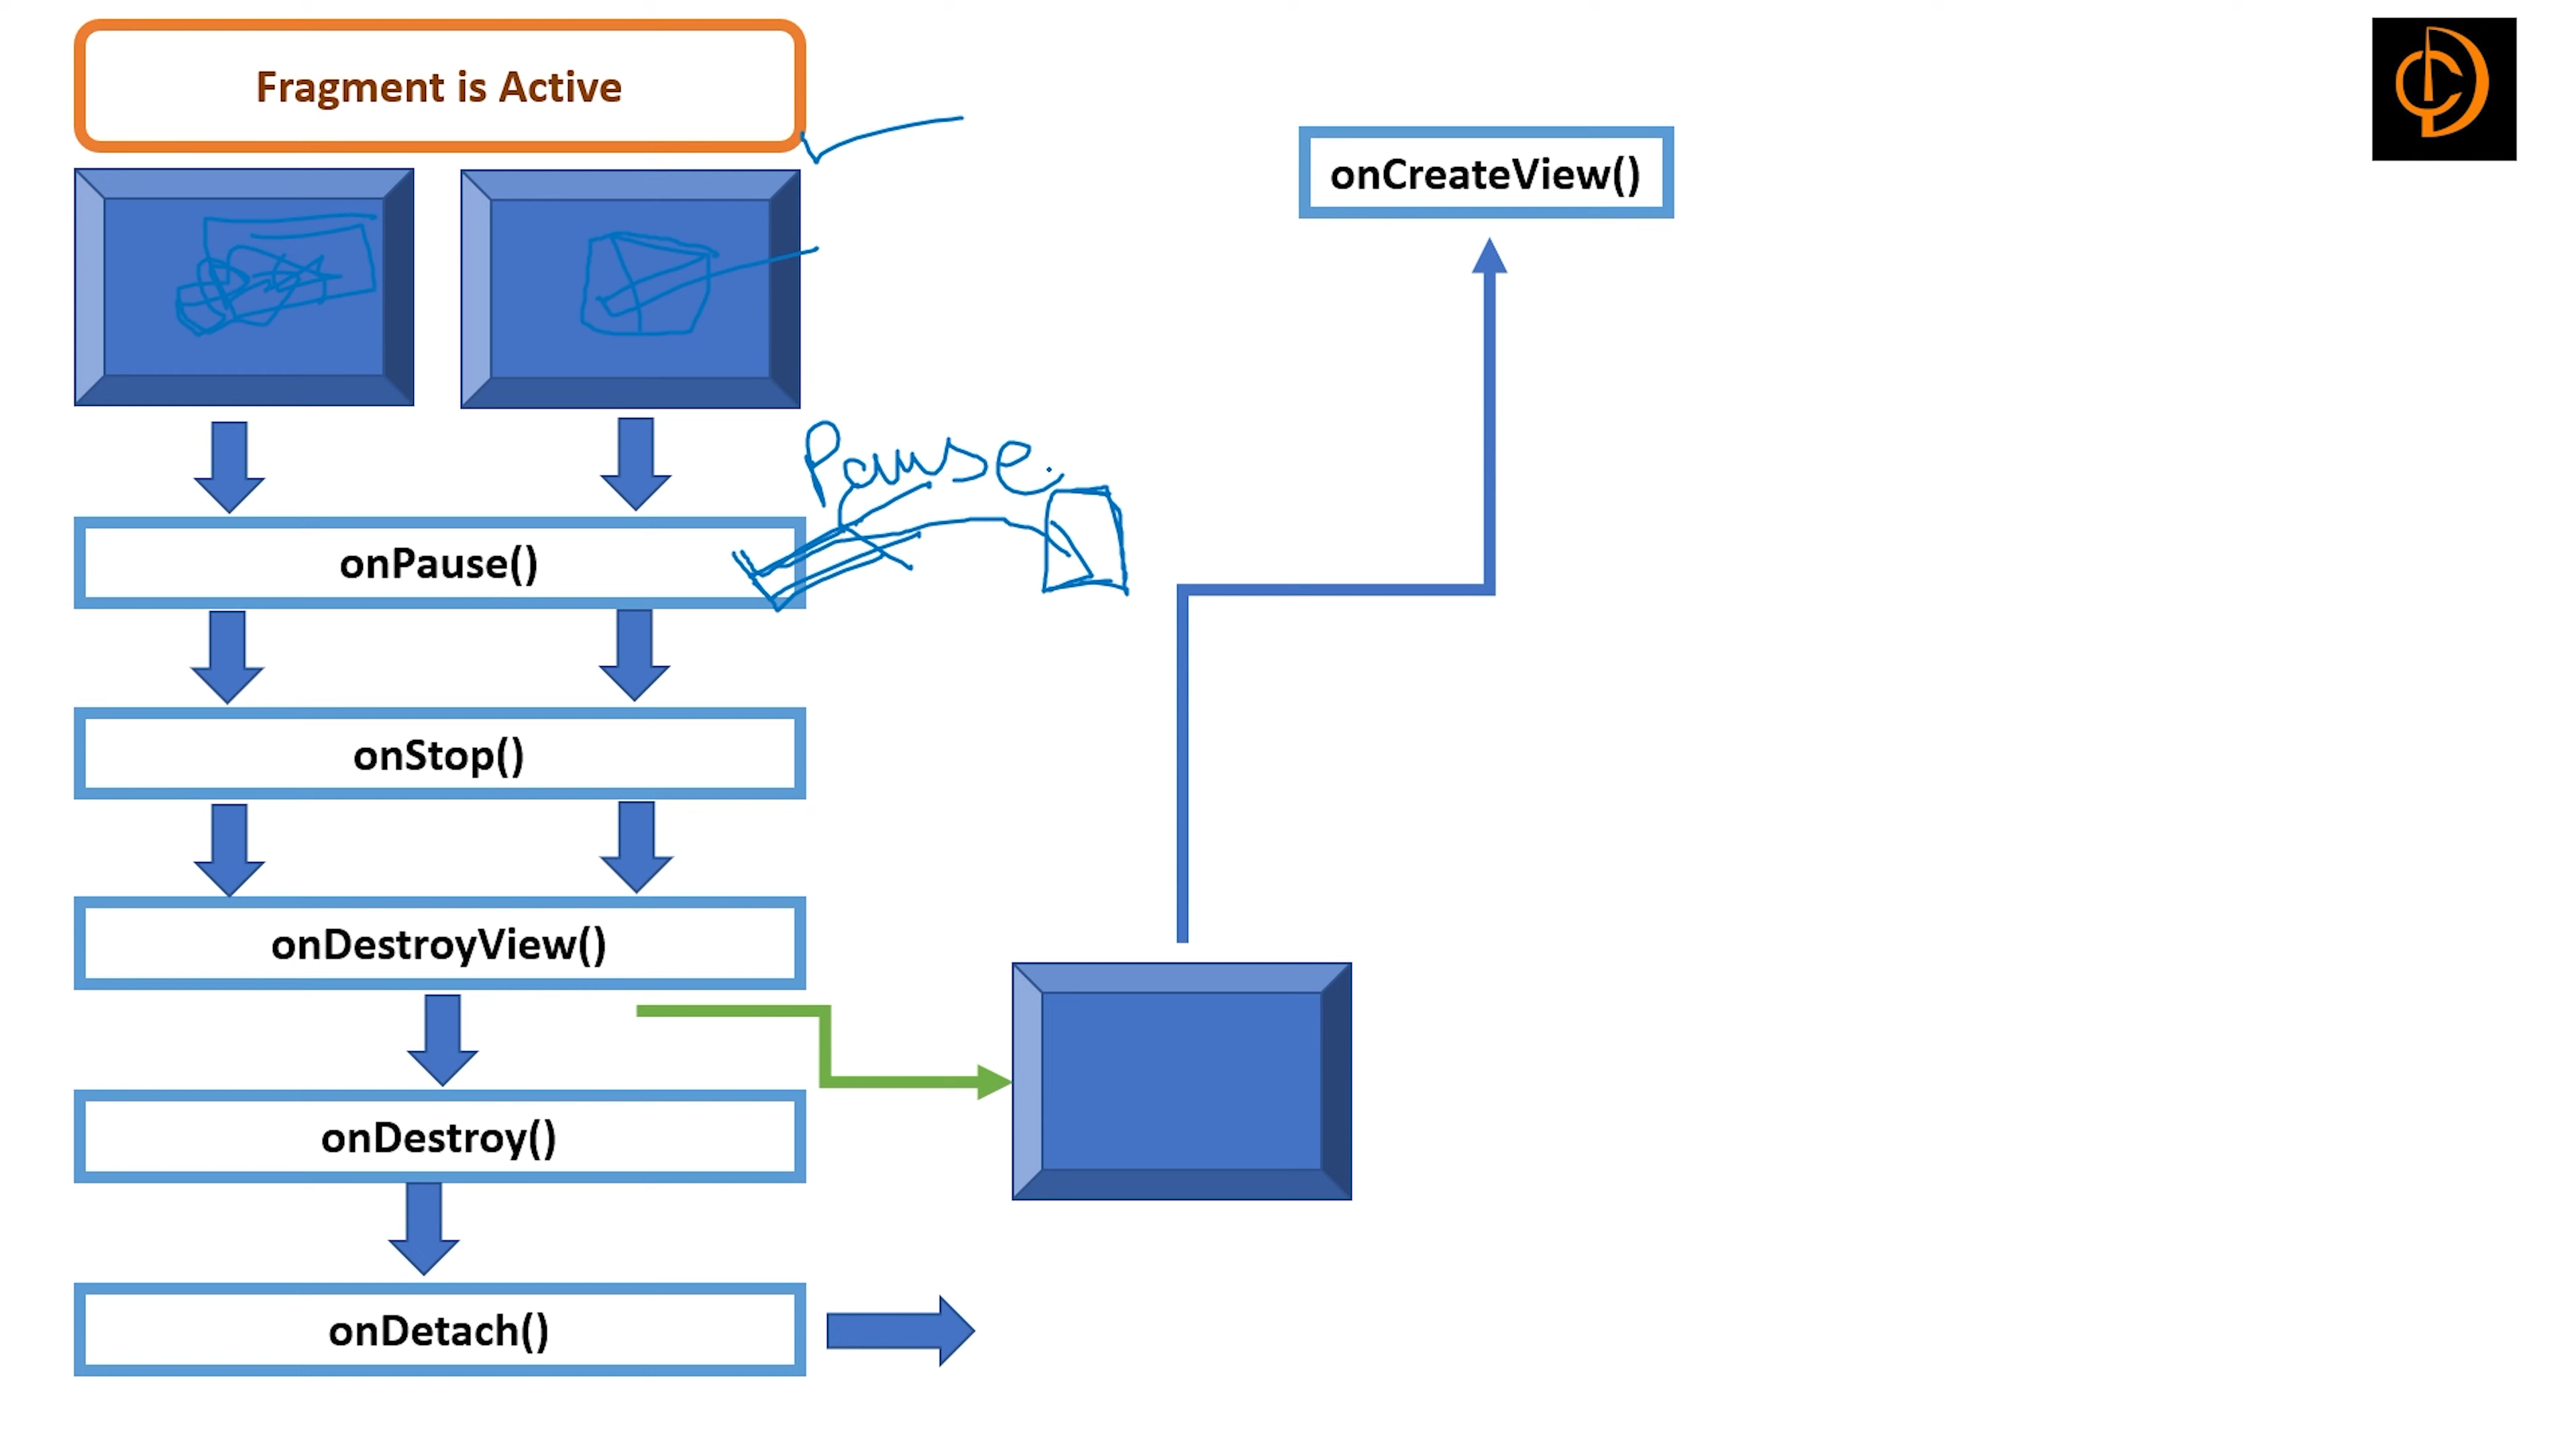 Fragment is Active
onCreateView()
Pause.
onPause()
onStop()
onDestroyView()
onDestroy()
onDetach()